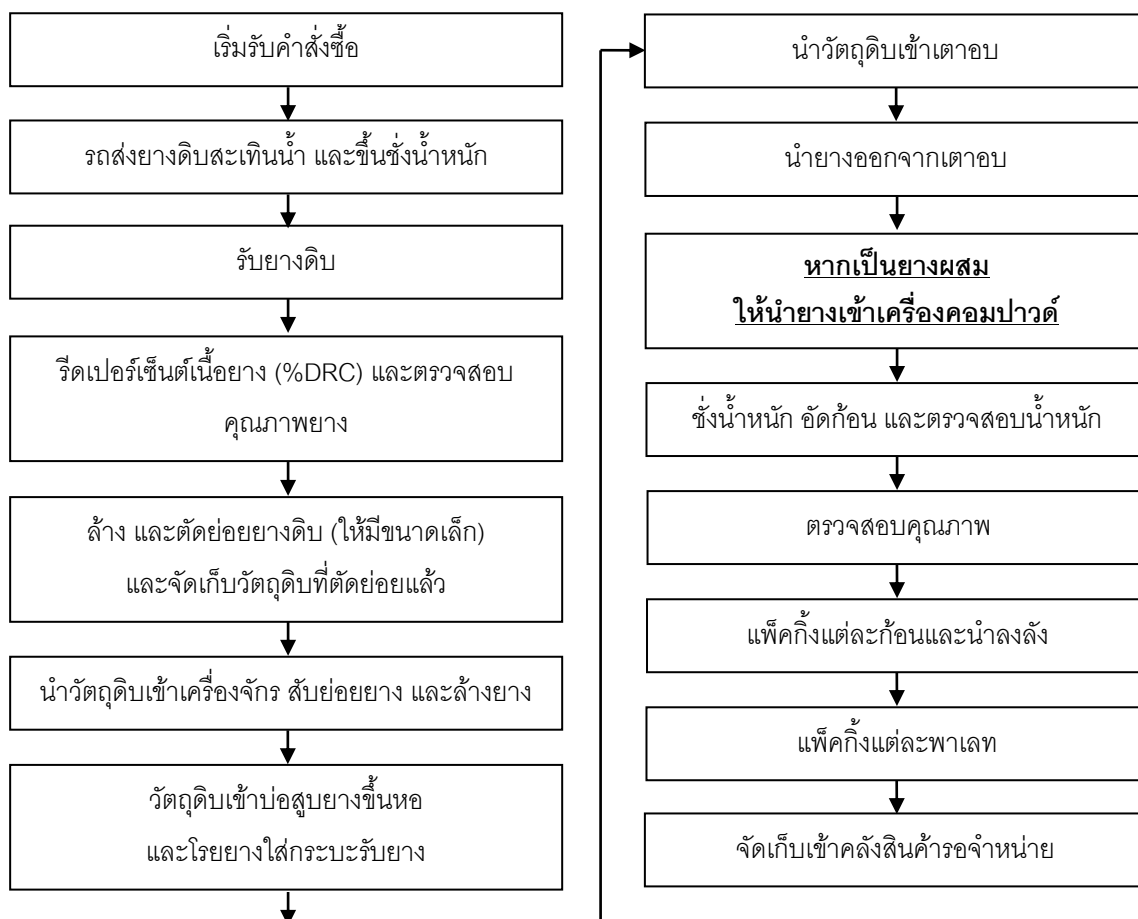 เริ่มรับคำสั่งซื้อ
รถส่งยางดิบสะเทินน้ำ และขึ้นชั่งน้ำหนัก
รับยางดิบ
รีดเปอร์เซ็นต์เนื้อยาง (%DRC) และตรวจสอบ
คุณภาพยาง
ล้าง และตัดย่อยยางดิบ (ให้มีขนาดเล็ก)
และจัดเก็บวัตถุดิบที่ตัดย่อยแล้ว
นำวัตถุดิบเข้าเครื่องจักร สับย่อยยาง และล้างยาง
วัตถุดิบเข้าบ่อสูบยางขึ้นหอ
และโรยยางใส่กระบะรับยาง
นำวัตถุดิบเข้าเตาอบ
นำยางออกจากเตาอบ
หากเป็นยางผสม
ให้นำยางเข้าเครื่องคอมปาวด์
ชั่งน้ำหนัก อัดก้อน และตรวจสอบน้ำหนัก
ตรวจสอบคุณภาพ
แพ็คกิ้งแต่ละก้อนและนำลงลัง
แพ็คกิ้งแต่ละพาเลท
จัดเก็บเข้าคลังสินค้ารอจำหน่าย